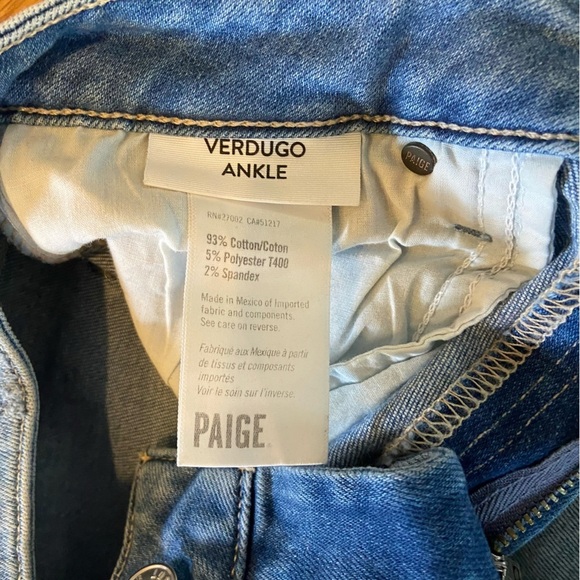 VERDUGO
ANKLE
PAIGE
RN#27002 CA#51217
93% Cotton/Coton
5% Polyester T400
2% Spandex
Made in Mexico of Imported
fabric and components.
See care on reverse.
Fabriqué aux Mexique à partir
de tissus et composants
importés
Voir le soin sur l'inverse.
PAIGE